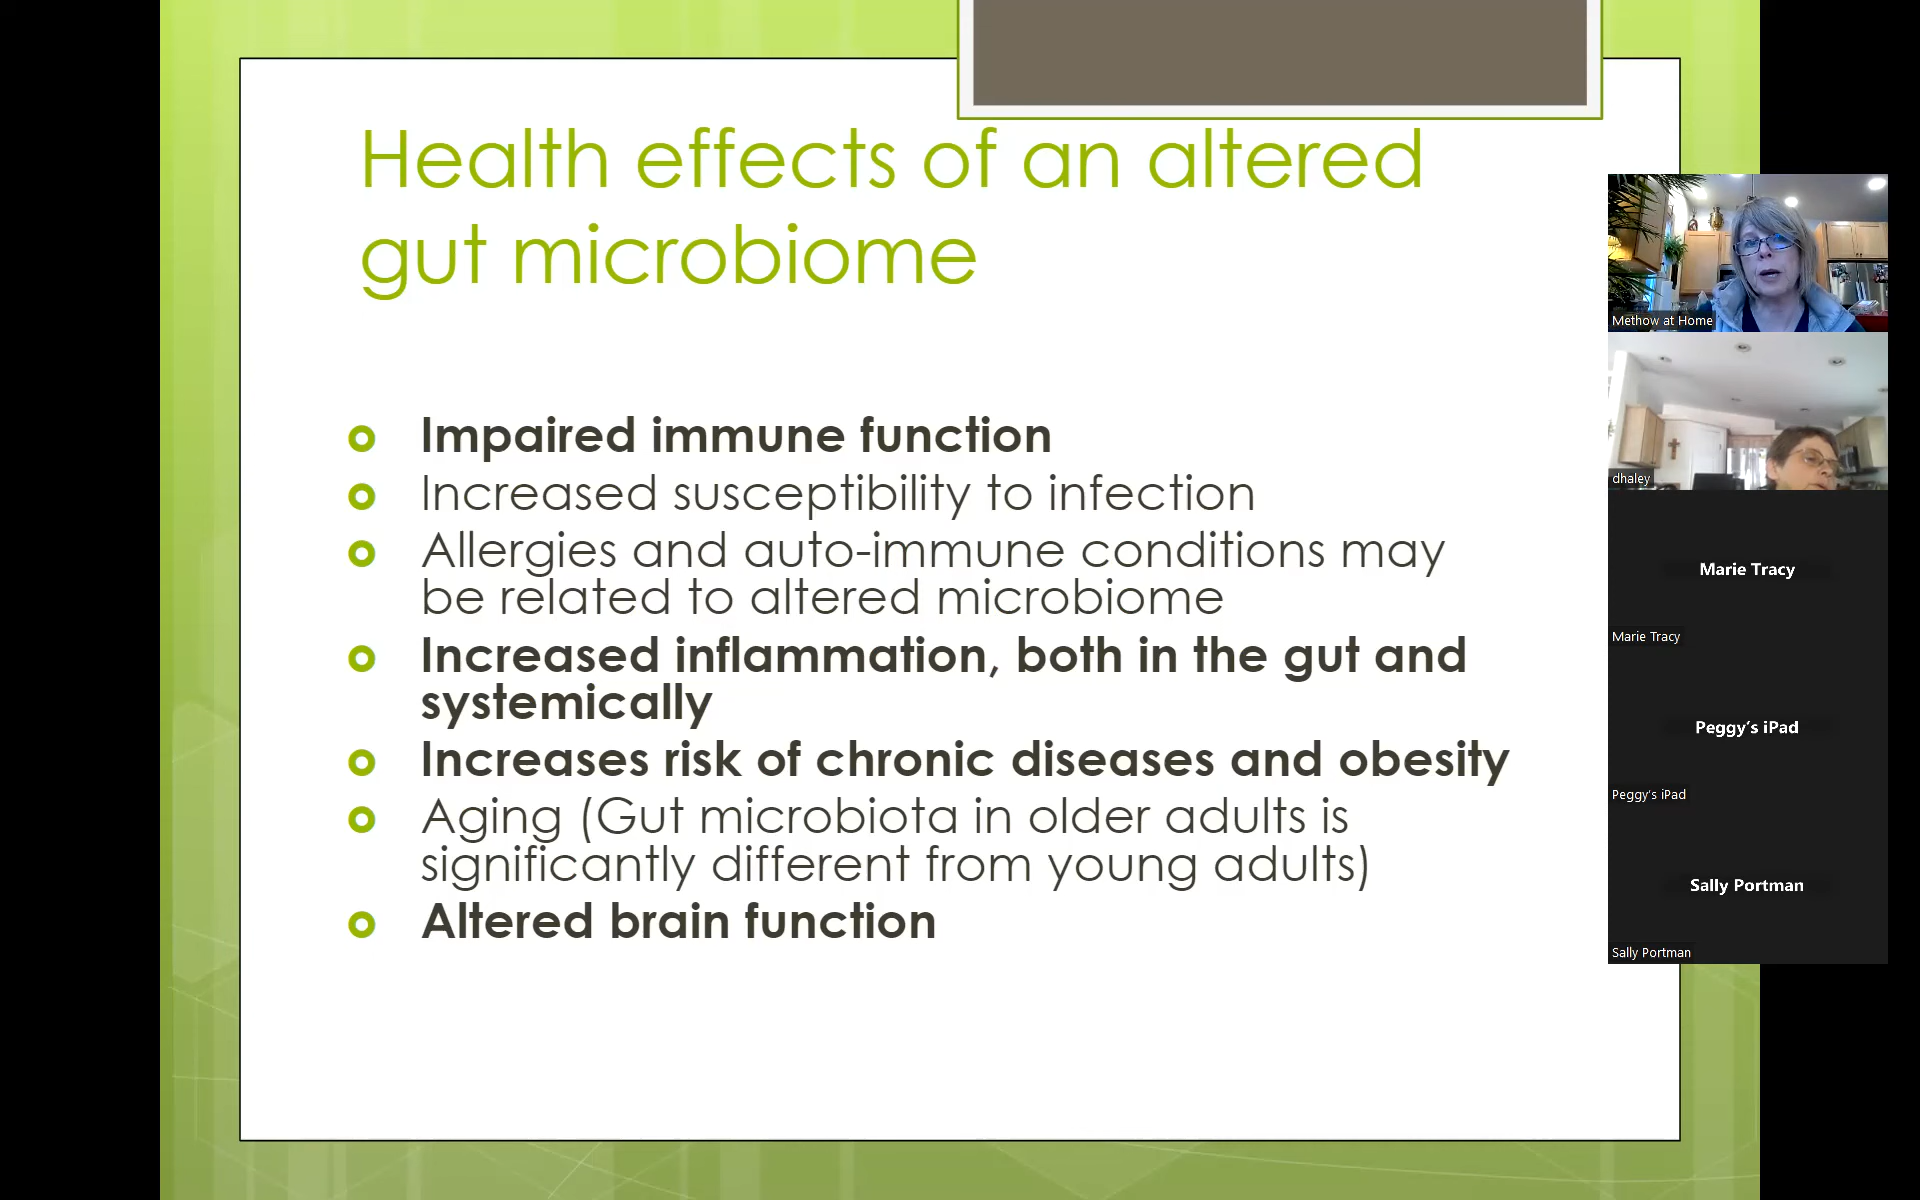 Health effects of an altered
gut microbiome
Impaired immune function
Increased susceptibility to infection
Allergies and auto-immune conditions may
be related to altered microbiome
Increased inflammation, both in the gut and
systemically
Increases risk of chronic diseases and obesity
Aging (Gut microbiota in older adults is
significantly different from young adults)
Altered brain function
Methow at Home
dhaley
Marie Tracy
Marie Tracy
Peggy’s iPad
Peggy's iPad
Sally Portman
Sally Portman